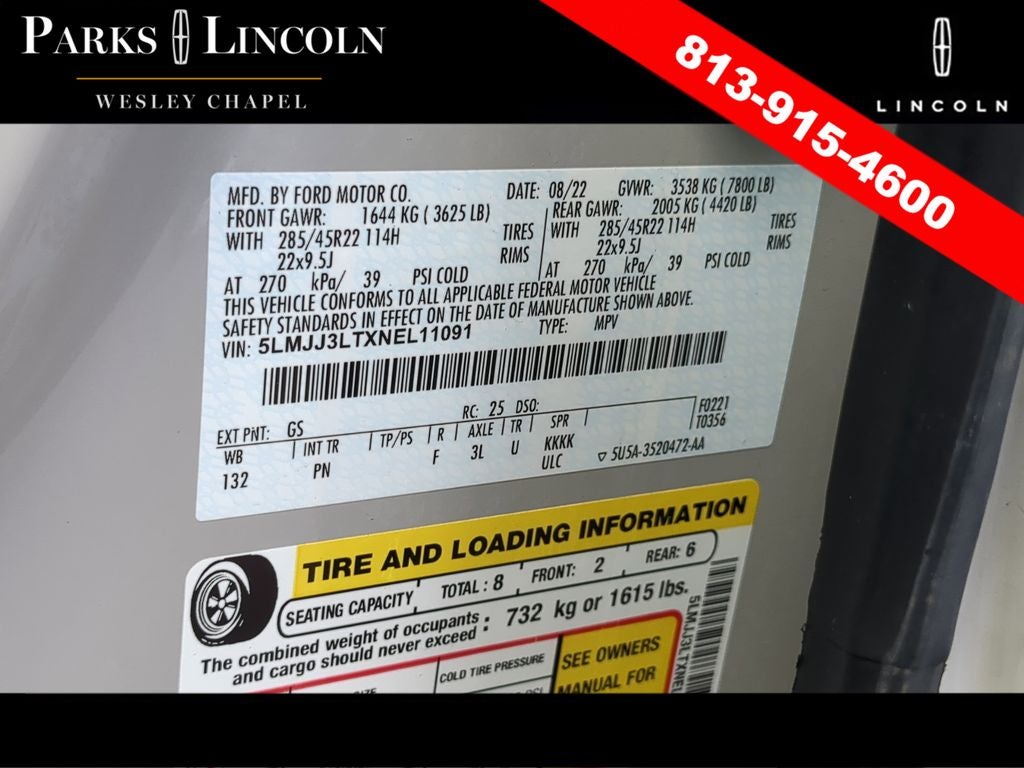 PARKS LINCOLN
WESLEY CHAPEL
813-915-4600
LINCOLN
MFD. BY FORD MOTOR CO. DATE: 08/22 GVWR: 3538 KG ( 7800 LB)
FRONT GAWR: 1644 KG ( 3625 LB) REAR GAWR: 2005 KG ( 4420 LB)
WITH 285/45R22 114H TIRES WITH 285/45R22 114H TIRES
22x9.5J RIMS 22x9.5J RIMS
AT 270 kPa/ 39 PSI COLD AT 270 kPa/ 39 PSI COLD
THIS VEHICLE CONFORMS TO ALL APPLICABLE FEDERAL MOTOR VEHICLE
SAFETY STANDARDS IN EFFECT ON THE DATE OF MANUFACTURE SHOWN ABOVE.
VIN: 5LMJJ3LTXNEL11091 TYPE: MPV
EXT PNT: GS RC: 25 DSO: F0221
WB INT TR TP/PS R AXLE TR SPR T0356
132 PN F 3L U KKKK
ULC ▽ 5U5A-3520472-AA
TIRE AND LOADING INFORMATION
SEATING CAPACITY TOTAL : 8 FRONT: 2 REAR: 6
The combined weight of occupants
and cargo should never exceed : 732 kg or 1615 lbs.
COLD TIRE PRESSURE
SEE OWNERS
MANUAL FOR
5LMJJ3LTXNEL